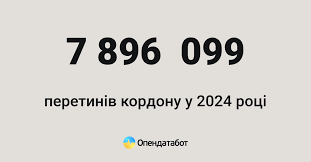 7 896 099
перетинів кордону у 2024 році
Опендатабот